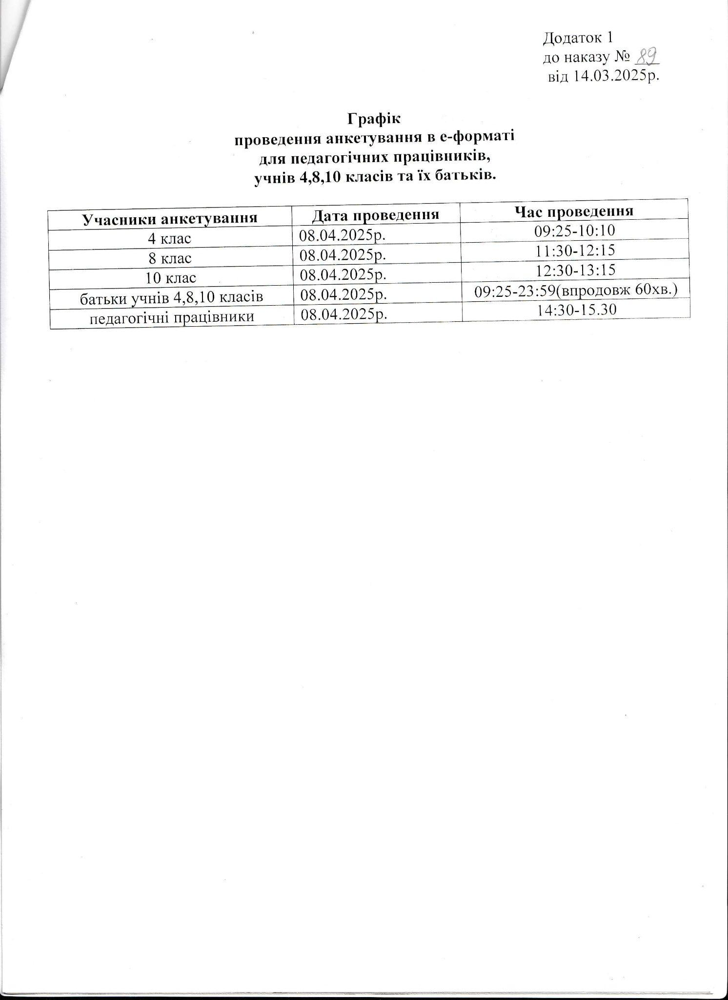 Додаток 1
до наказу № 89
від 14.03.2025р.
Графік
проведення анкетування в е-форматі
для педагогічних працівників,
учнів 4,8,10 класів та їх батьків.
Учасники анкетування Дата проведення Час проведення
4 клас 08.04.2025р. 09:25-10:10
8 клас 08.04.2025р. 11:30-12:15
10 клас 08.04.2025р. 12:30-13:15
батьки учнів 4,8,10 класів 08.04.2025р. 09:25-23:59(впродовж 60хв.)
педагогічні працівники 08.04.2025р. 14:30-15.30